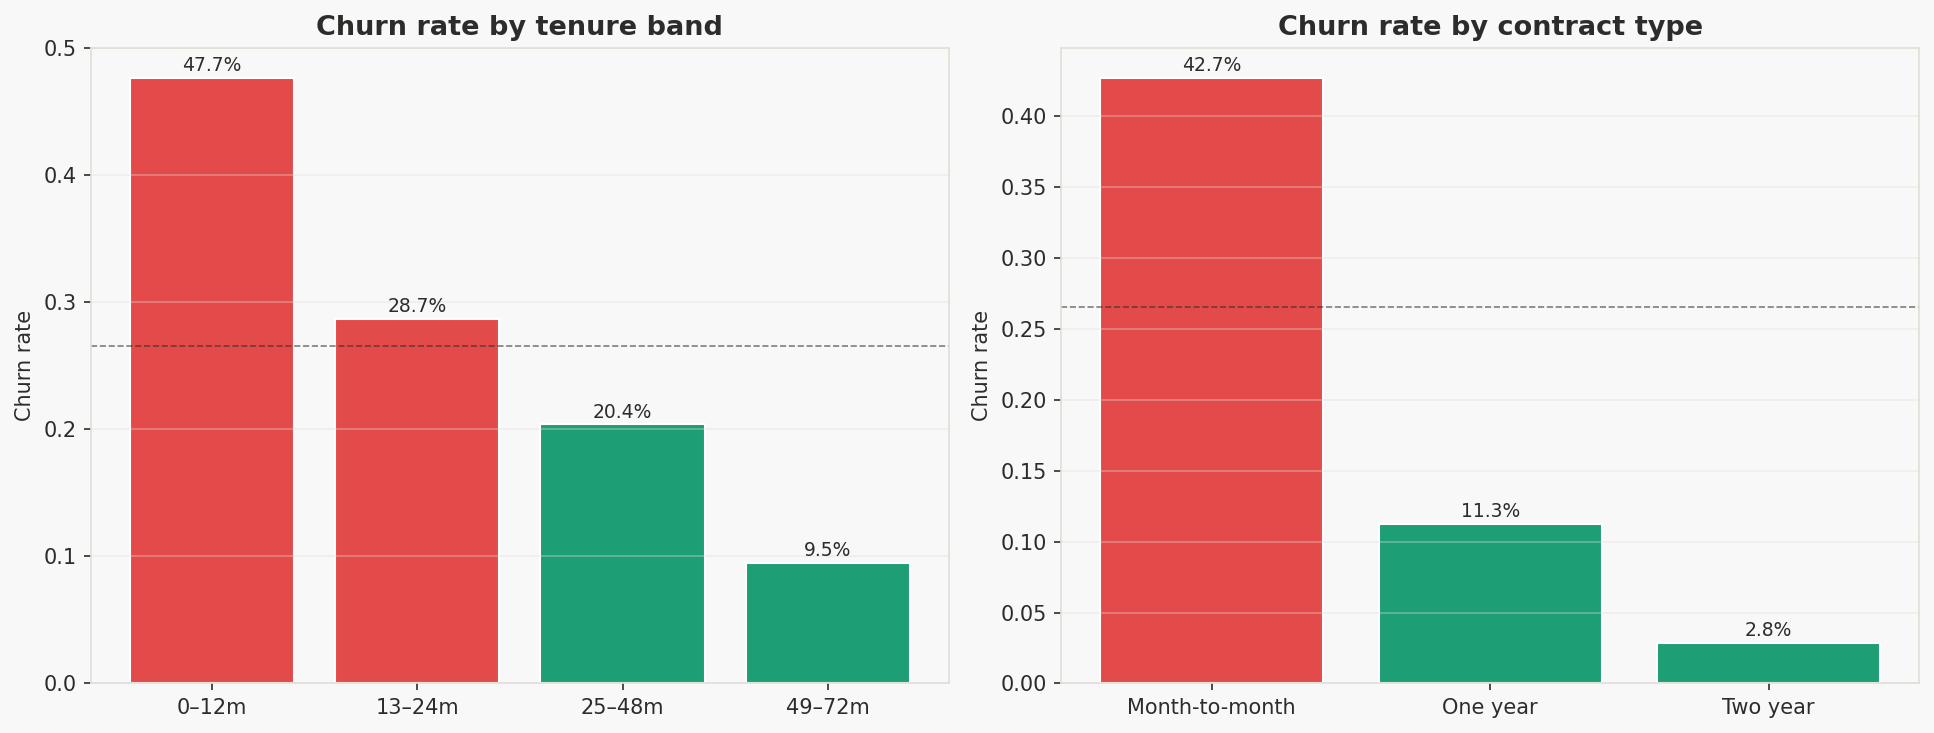 Churn rate by tenure band
Churn rate
0.5
0.4
0.3
0.2
0.1
0.0
47.7%
28.7%
20.4%
9.5%
0–12m
13–24m
25–48m
49–72m
Churn rate by contract type
Churn rate
0.40
0.35
0.30
0.25
0.20
0.15
0.10
0.05
0.00
42.7%
11.3%
2.8%
Month-to-month
One year
Two year